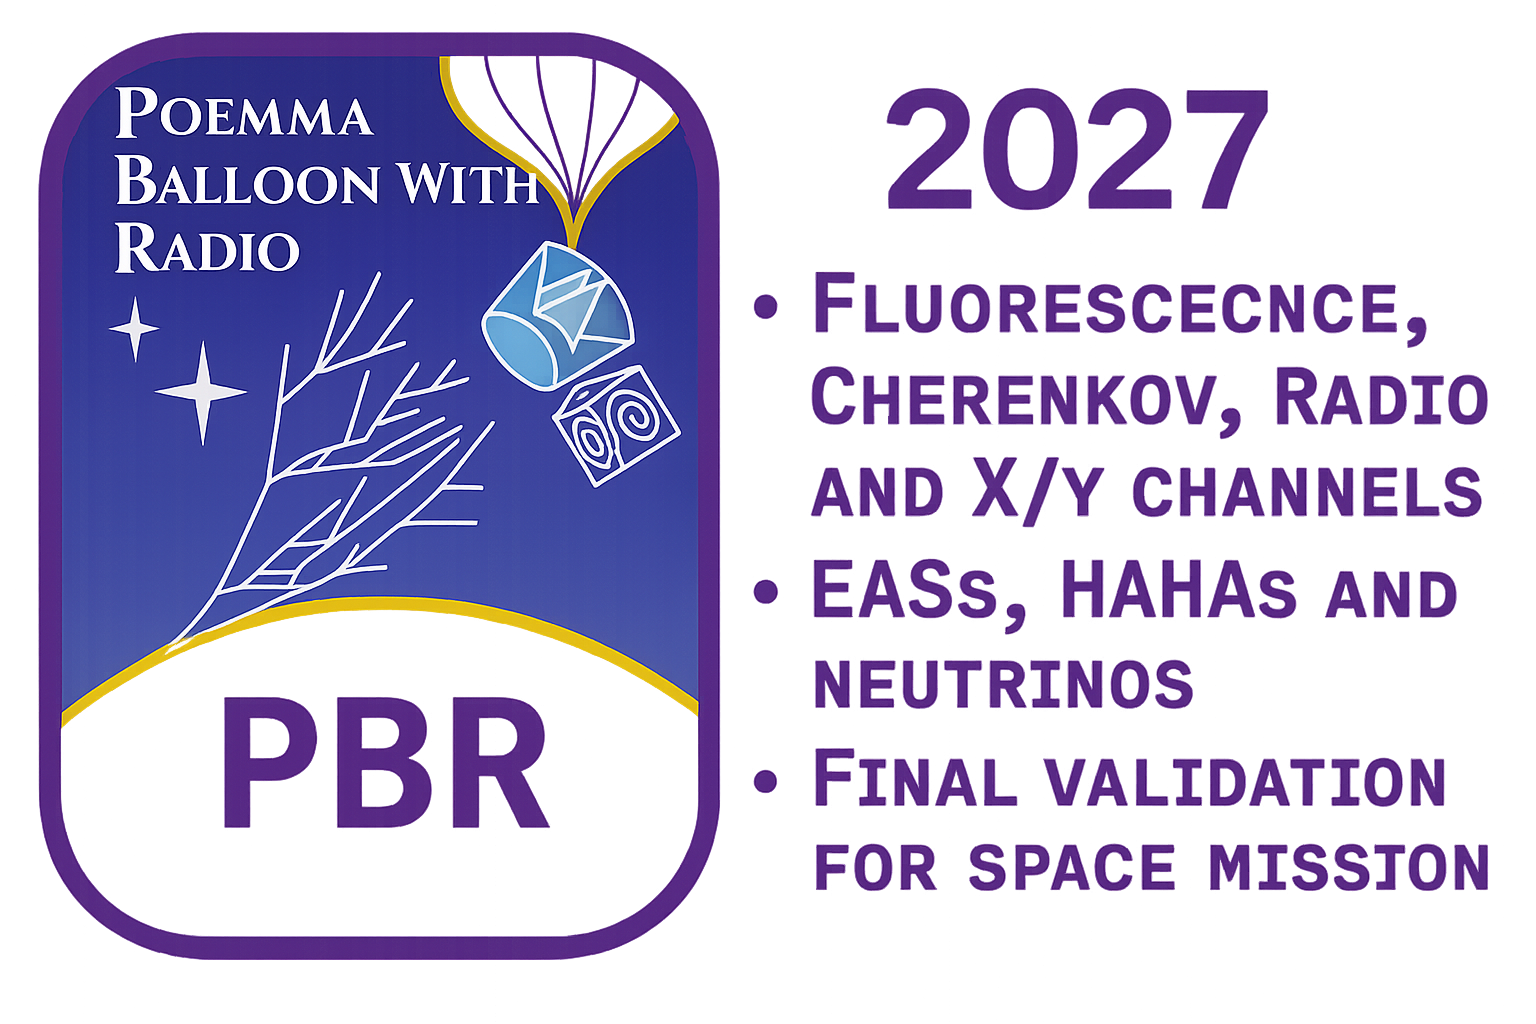 POEMMA
BALLOON WITH
RADIO
PBR
2027
• FLUORESCECNCE,
CHERENKOV, RADIO
AND X/Y CHANNELS
• EASs, HAHAs AND
NEUTRINOS
• FINAL VALIDATION
FOR SPACE MISSION